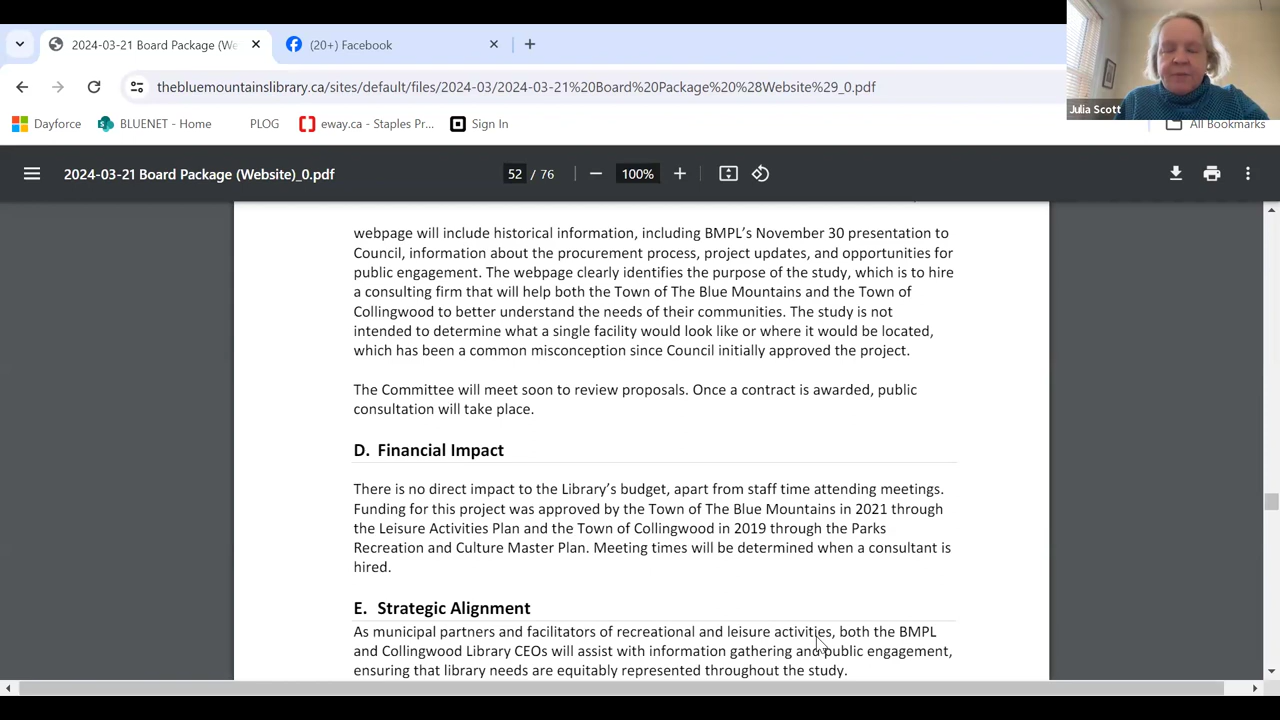 2024-03-21 Board Package (We
(20+) Facebook
thebluemountainslibrary.ca/sites/default/files/2024-03/2024-03-21%20Board%20Package%20%28Website%29_0.pdf
Julia Scott
Dayforce
BLUENET - Home
PLOG
eway.ca - Staples Pr...
Sign In
All Bookmarks
2024-03-21 Board Package (Website)_0.pdf
52 / 76
100%
webpage will include historical information, including BMPL's November 30 presentation to
Council, information about the procurement process, project updates, and opportunities for
public engagement. The webpage clearly identifies the purpose of the study, which is to hire
a consulting firm that will help both the Town of The Blue Mountains and the Town of
Collingwood to better understand the needs of their communities. The study is not
intended to determine what a single facility would look like or where it would be located,
which has been a common misconception since Council initially approved the project.
The Committee will meet soon to review proposals. Once a contract is awarded, public
consultation will take place.
D. Financial Impact
There is no direct impact to the Library's budget, apart from staff time attending meetings.
Funding for this project was approved by the Town of The Blue Mountains in 2021 through
the Leisure Activities Plan and the Town of Collingwood in 2019 through the Parks
Recreation and Culture Master Plan. Meeting times will be determined when a consultant is
hired.
E. Strategic Alignment
As municipal partners and facilitators of recreational and leisure activities, both the BMPL
and Collingwood Library CEOs will assist with information gathering and public engagement,
ensuring that library needs are equitably represented throughout the study.